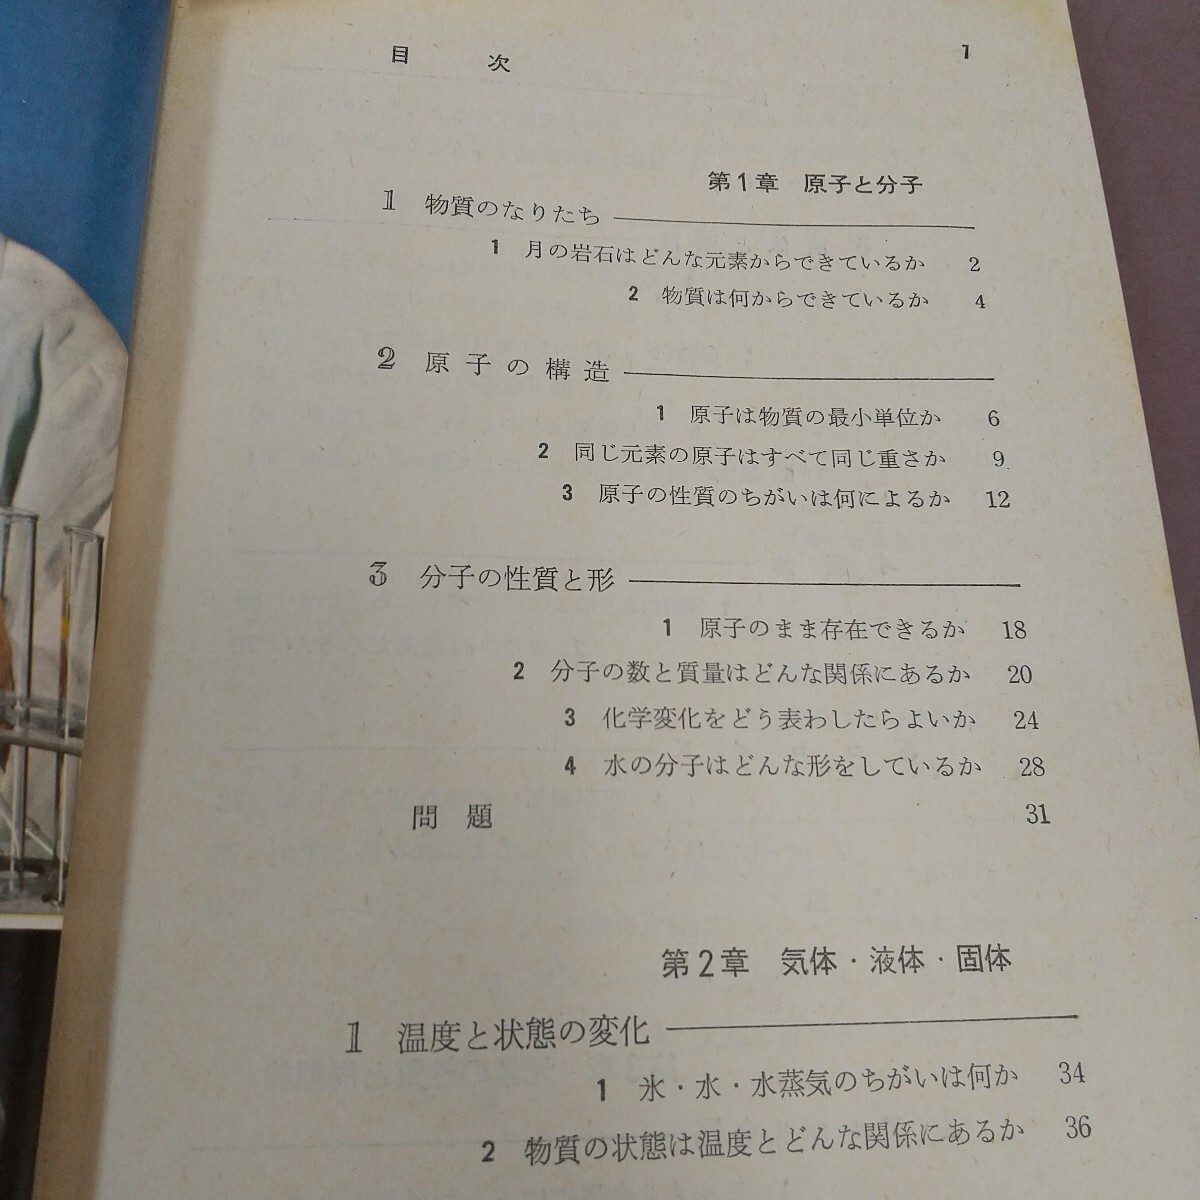 目 次 1
第1章 原子と分子
1 物質のなりたち
1 月の岩石はどんな元素からできているか 2
2 物質は何からできているか 4
2 原子の構造
1 原子は物質の最小単位か 6
2 同じ元素の原子はすべて同じ重さか 9
3 原子の性質のちがいは何によるか 12
3 分子の性質と形
1 原子のまま存在できるか 18
2 分子の数と質量はどんな関係にあるか 20
3 化学変化をどう表わしたらよいか 24
4 水の分子はどんな形をしているか 28
問 題 31
第2章 気体・液体・固体
1 温度と状態の変化
1 氷・水・水蒸気のちがいは何か 34
2 物質の状態は温度とどんな関係にあるか 36